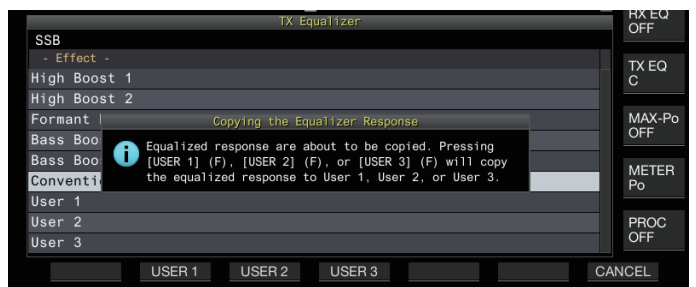 TX Equalizer
SSB
- Effect -
High Boost 1
High Boost 2
Formant
Bass Boo
Bass Boo
Conventi
User 1
User 2
User 3
Copying the Equalizer Response
Equalized response are about to be copied. Pressing
[USER 1] (F), [USER 2] (F), or [USER 3] (F) will copy
the equalized response to User 1, User 2, or User 3.
RX EQ
OFF
TX EQ
C
MAX-Po
OFF
METER
Po
PROC
OFF
USER 1
USER 2
USER 3
CANCEL